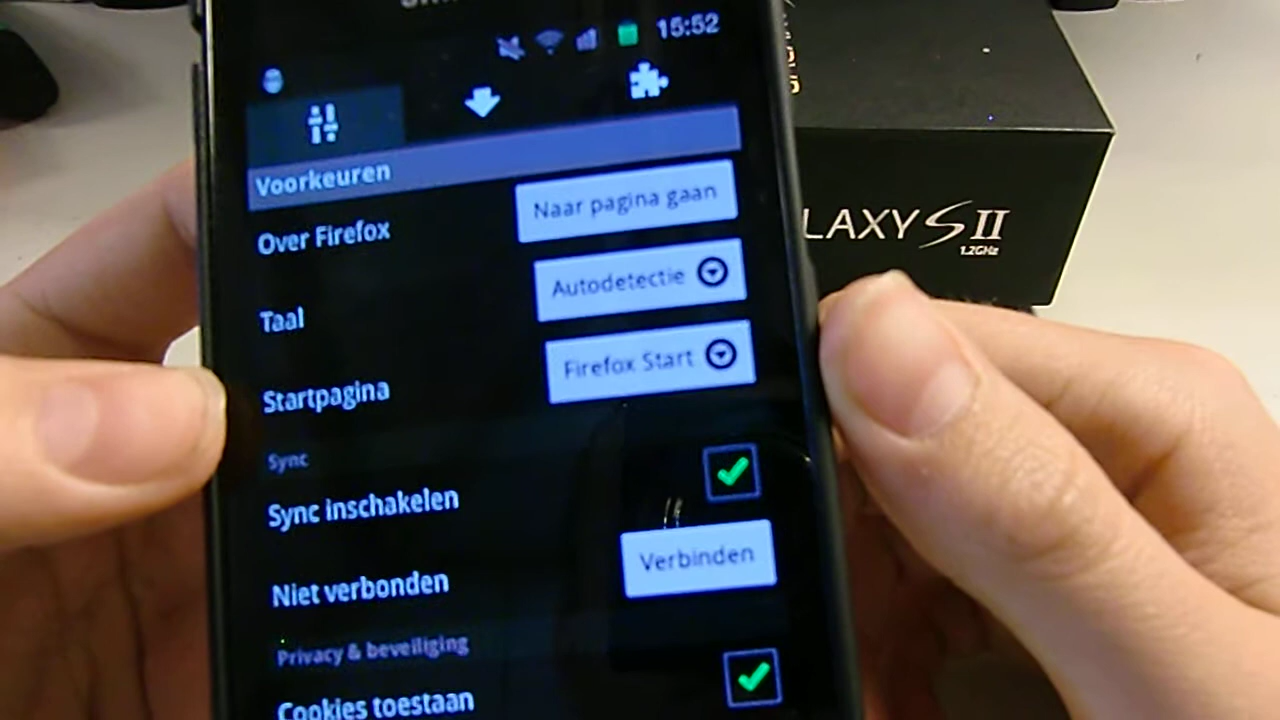 15:52
Voorkeuren
Over Firefox
Naar pagina gaan
Taal
Autodetectie
Startpagina
Firefox Start
Sync
Sync inschakelen
Niet verbonden
Verbinden
Privacy & beveiliging
Cookies toestaan
LAXY S II
1.2GHz